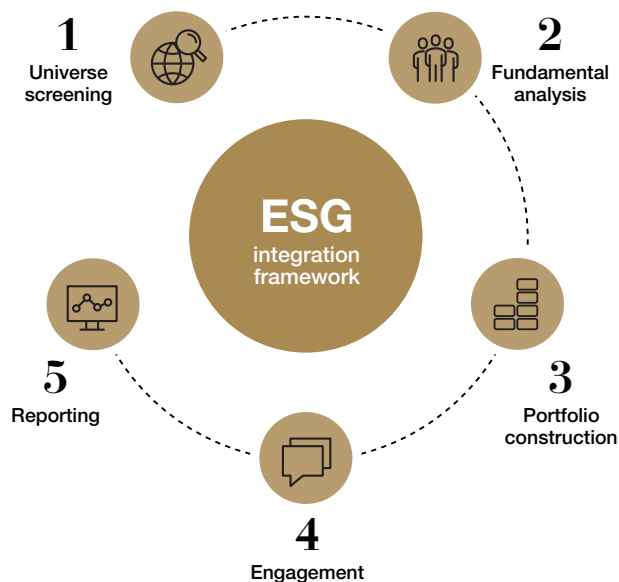 1
Universe
screening
2
Fundamental
analysis
ESG
integration
framework
3
Portfolio
construction
4
Engagement
5
Reporting